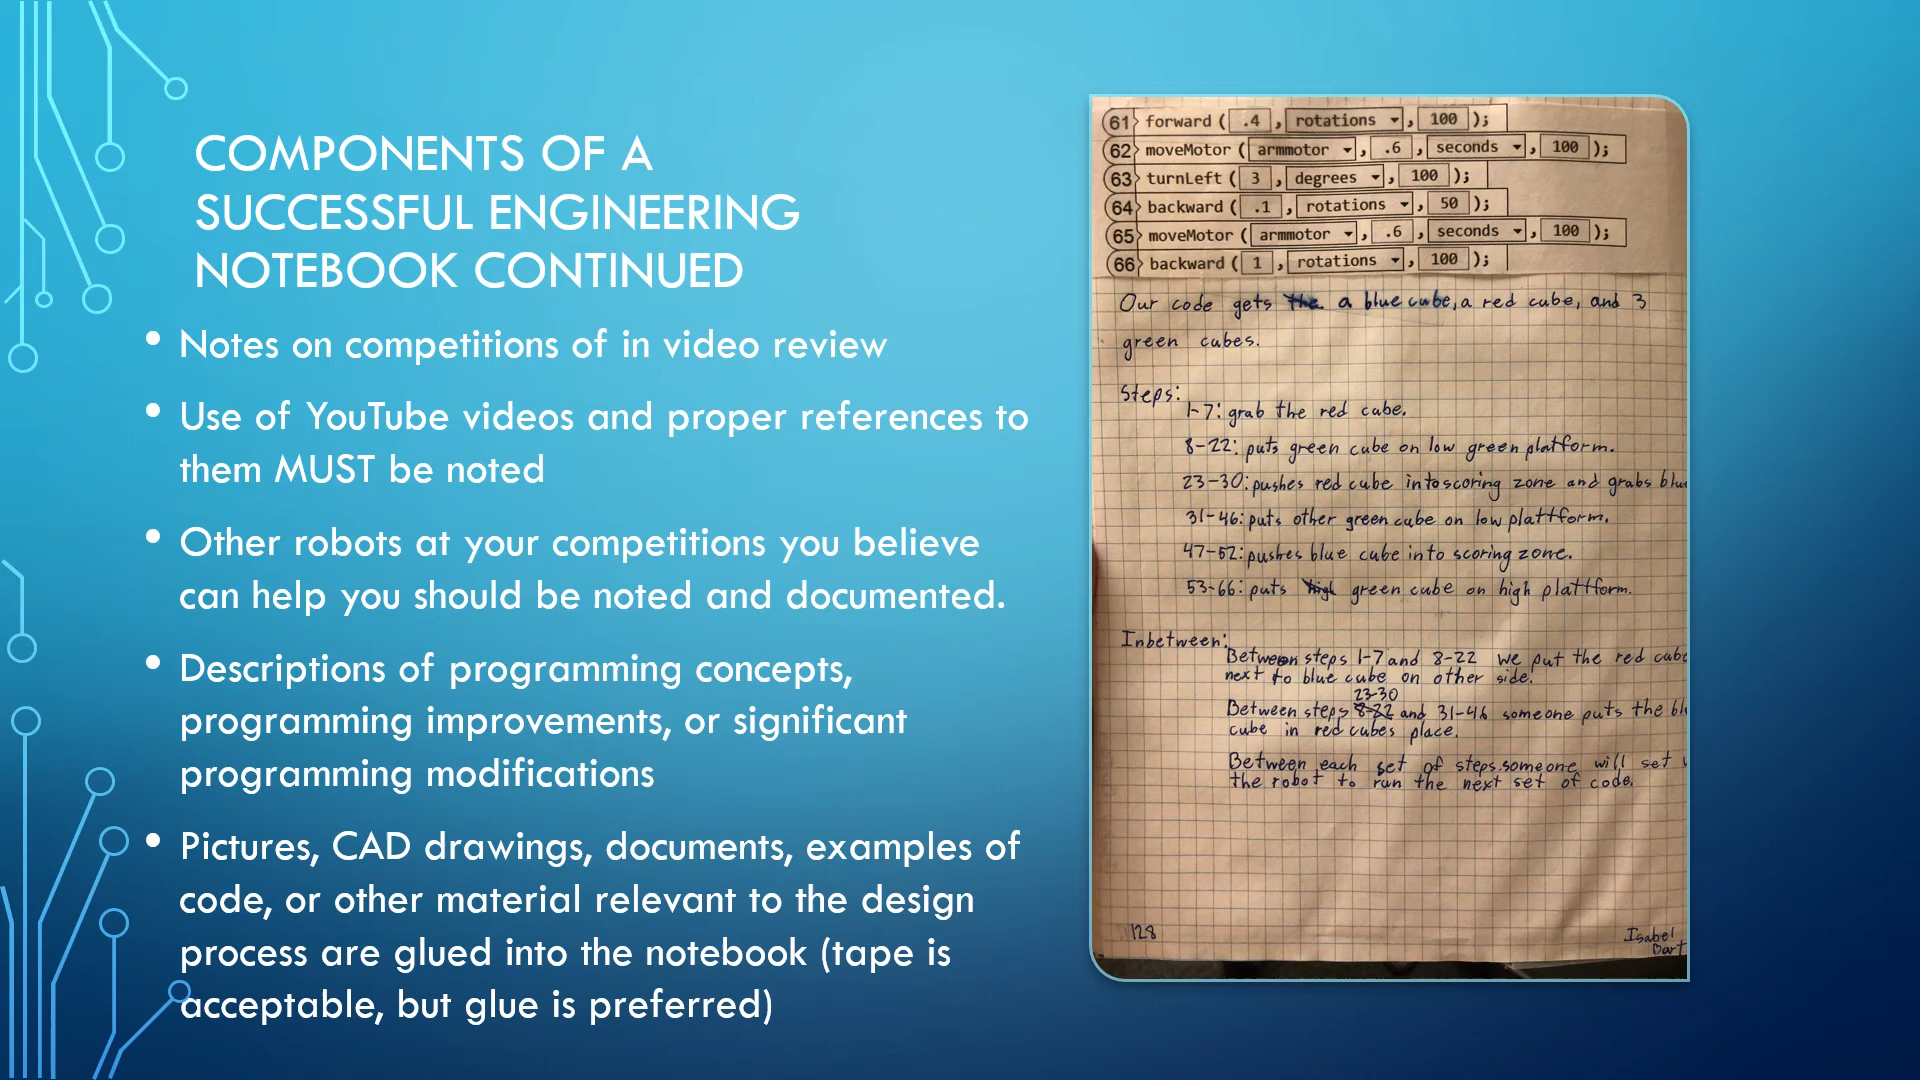 COMPONENTS OF A
SUCCESSFUL ENGINEERING
NOTEBOOK CONTINUED
• Notes on competitions of in video review
• Use of YouTube videos and proper references to
them MUST be noted
• Other robots at your competitions you believe
can help you should be noted and documented.
• Descriptions of programming concepts,
programming improvements, or significant
programming modifications
• Pictures, CAD drawings, documents, examples of
code, or other material relevant to the design
process are glued into the notebook (tape is
acceptable, but glue is preferred)
61 forward ( .4 , rotations , 100 );
62 moveMotor ( armmotor , .6 , seconds , 100 );
63 turnLeft ( 3 , degrees , 100 );
64 backward ( .1 , rotations , 50 );
65 moveMotor ( armmotor , .6 , seconds , 100 );
66 backward ( 1 , rotations , 100 );
Our code gets the a blue cube, a red cube, and 3
green cubes.
Steps:
1-7: grab the red cube.
8-22: puts green cube on low green platform.
23-30: pushes red cube into scoring zone and grabs
31-46: puts other green cube on low plattform.
47-52: pushes blue cube into scoring zone.
53-66: puts high green cube on high plattform.
Inbetween:
Between steps 1-7 and 8-22 we put the red cube
next to blue cube on other side.
23-30
Between steps 8-22 and 31-46 someone puts the
cube in red cubes place.
Between each set of steps someone will set
the robot to run the next set of code.
128
Isabel